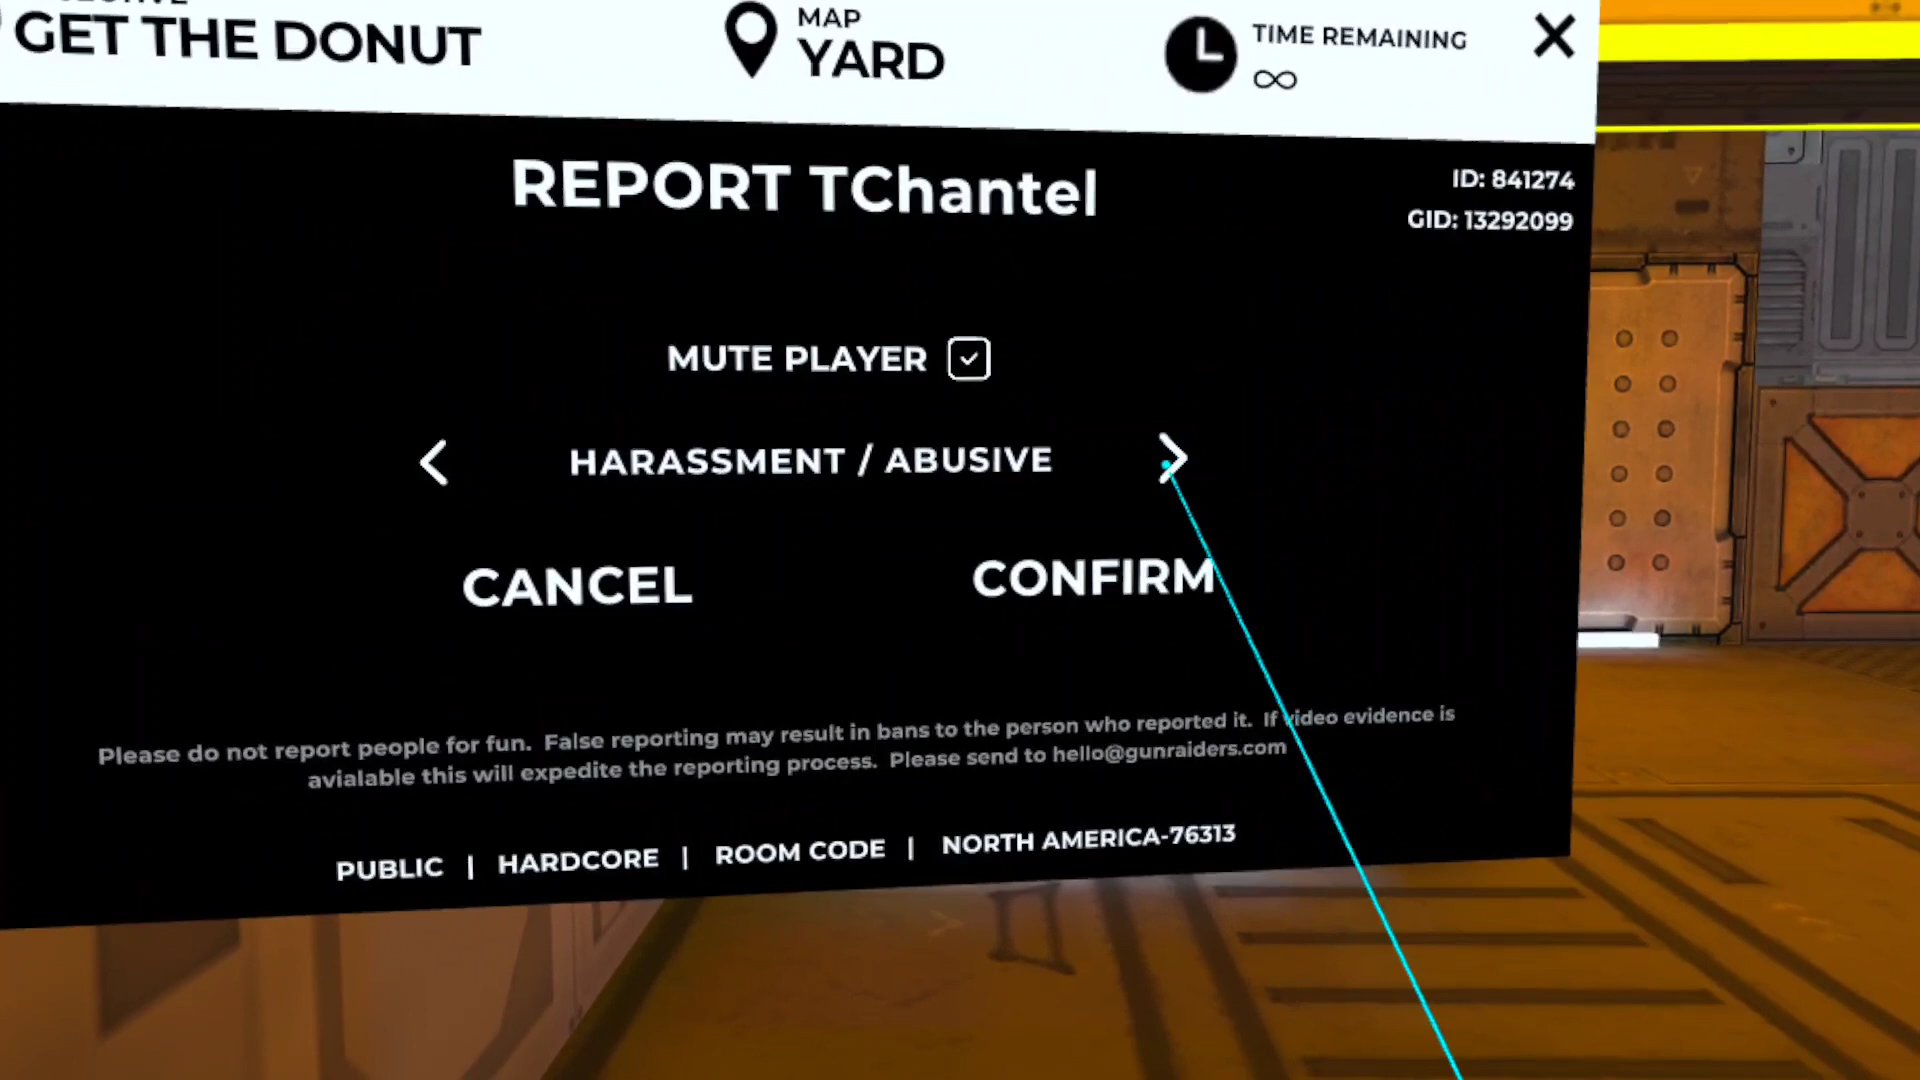 GET THE DONUT
MAP
YARD
TIME REMAINING
∞
REPORT TChantel
ID: 841274
GID: 13292099
MUTE PLAYER
HARASSMENT / ABUSIVE
CANCEL
CONFIRM
Please do not report people for fun. False reporting may result in bans to the person who reported it. If video evidence is
avialable this will expedite the reporting process. Please send to hello@gunraiders.com
PUBLIC | HARDCORE | ROOM CODE | NORTH AMERICA-76313